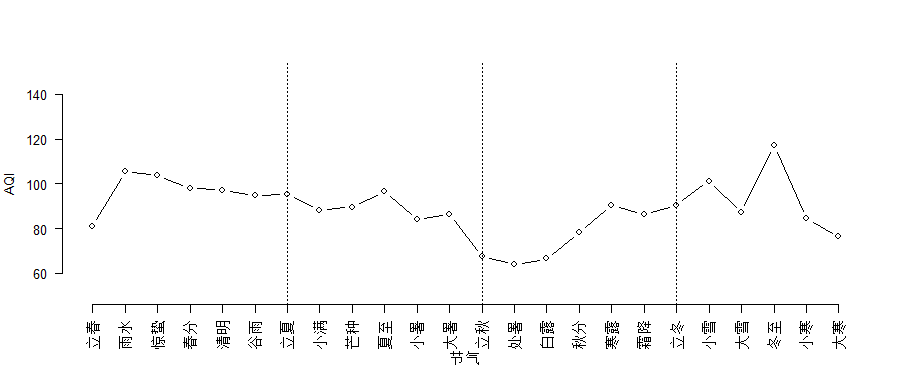 140
120
100
80
60
AQI
立春
雨水
惊蛰
春分
清明
谷雨
立夏
小满
芒种
夏至
小暑
大暑
立秋
处暑
白露
秋分
寒露
霜降
立冬
小雪
大雪
冬至
小寒
大寒
节气